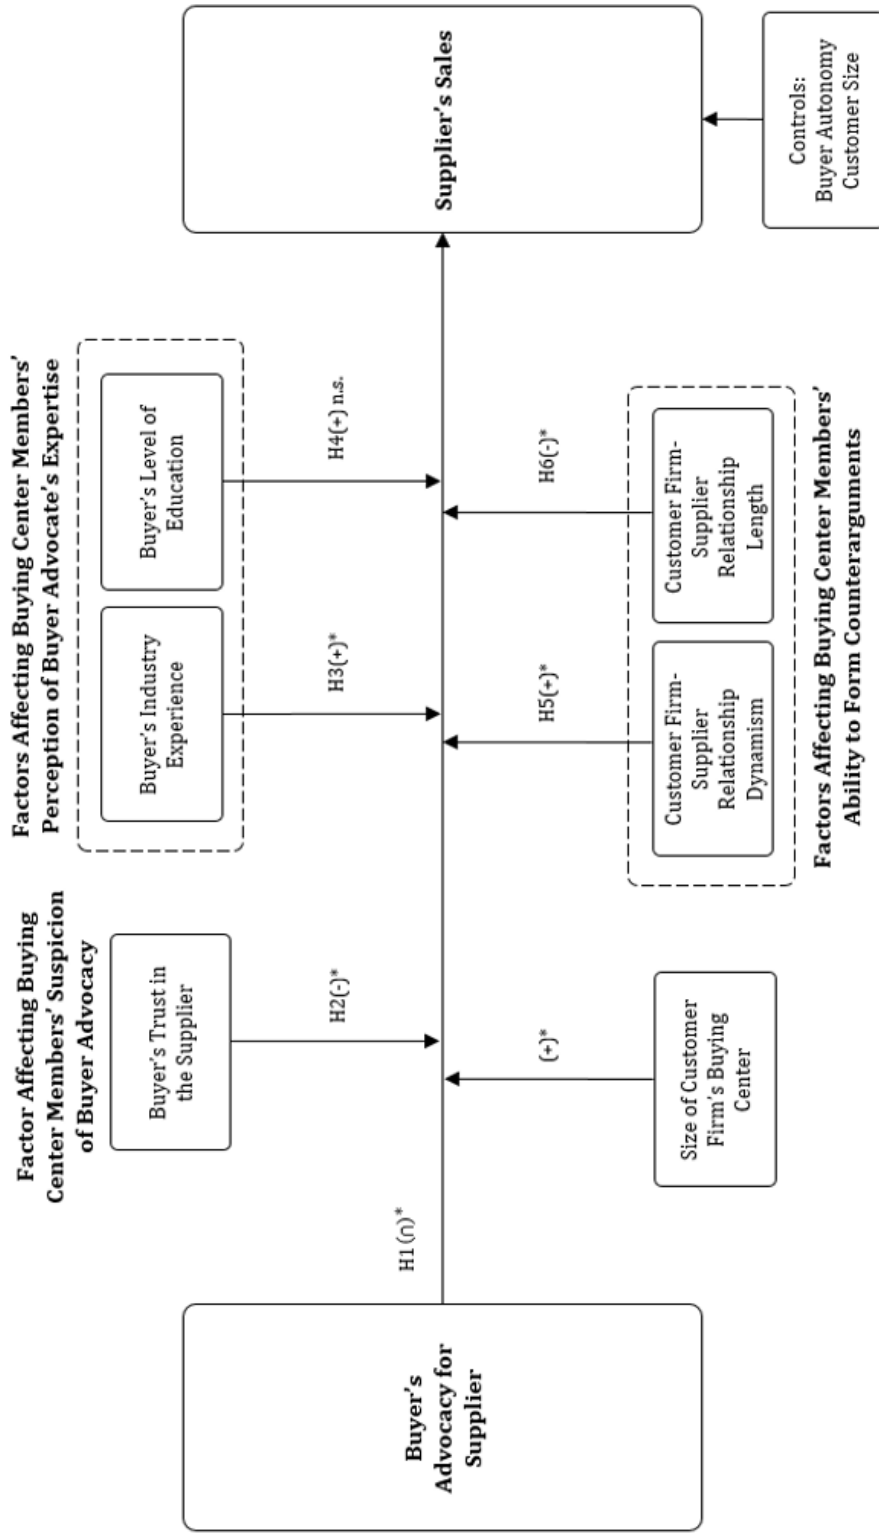 Factor Affecting Buying
Center Members' Suspicion
of Buyer Advocacy
Factors Affecting Buying Center Members'
Perception of Buyer Advocate's Expertise
Buyer's Trust in
the Supplier
Buyer's Industry
Experience
Buyer's Level of
Education
H2(-)*
H3(+)*
H4(+) n.s.
H1(∩)*
Buyer's
Advocacy for
Supplier
Supplier's Sales
(+)*
H5(+)*
H6(-)*
Size of Customer
Firm's Buying
Center
Customer Firm-
Supplier
Relationship
Dynamism
Customer Firm-
Supplier
Relationship
Length
Controls:
Buyer Autonomy
Customer Size
Factors Affecting Buying Center Members'
Ability to Form Counterarguments